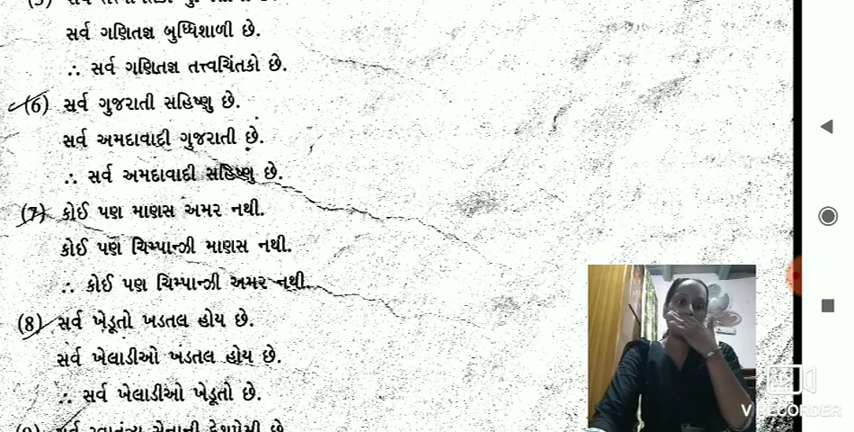 સર્વ ગણિતજ્ઞ બુધ્ધિશાળી છે.
∴ સર્વ ગણિતજ્ઞ તત્ત્વચિંતકો છે.
(6) સર્વ ગુજરાતી સહિષ્ણુ છે.
સર્વ અમદાવાદી ગુજરાતી છે.
∴ સર્વ અમદાવાદી સહિષ્ણુ છે.
(7) કોઈ પણ માણસ અમર નથી.
કોઈ પણ ચિમ્પાન્ઝી માણસ નથી.
∴ કોઈ પણ ચિમ્પાન્ઝી અમર નથી.
(8) સર્વ ખેડૂતો ખડતલ હોય છે.
સર્વ ખેલાડીઓ ખડતલ હોય છે.
∴ સર્વ ખેલાડીઓ ખેડૂતો છે.